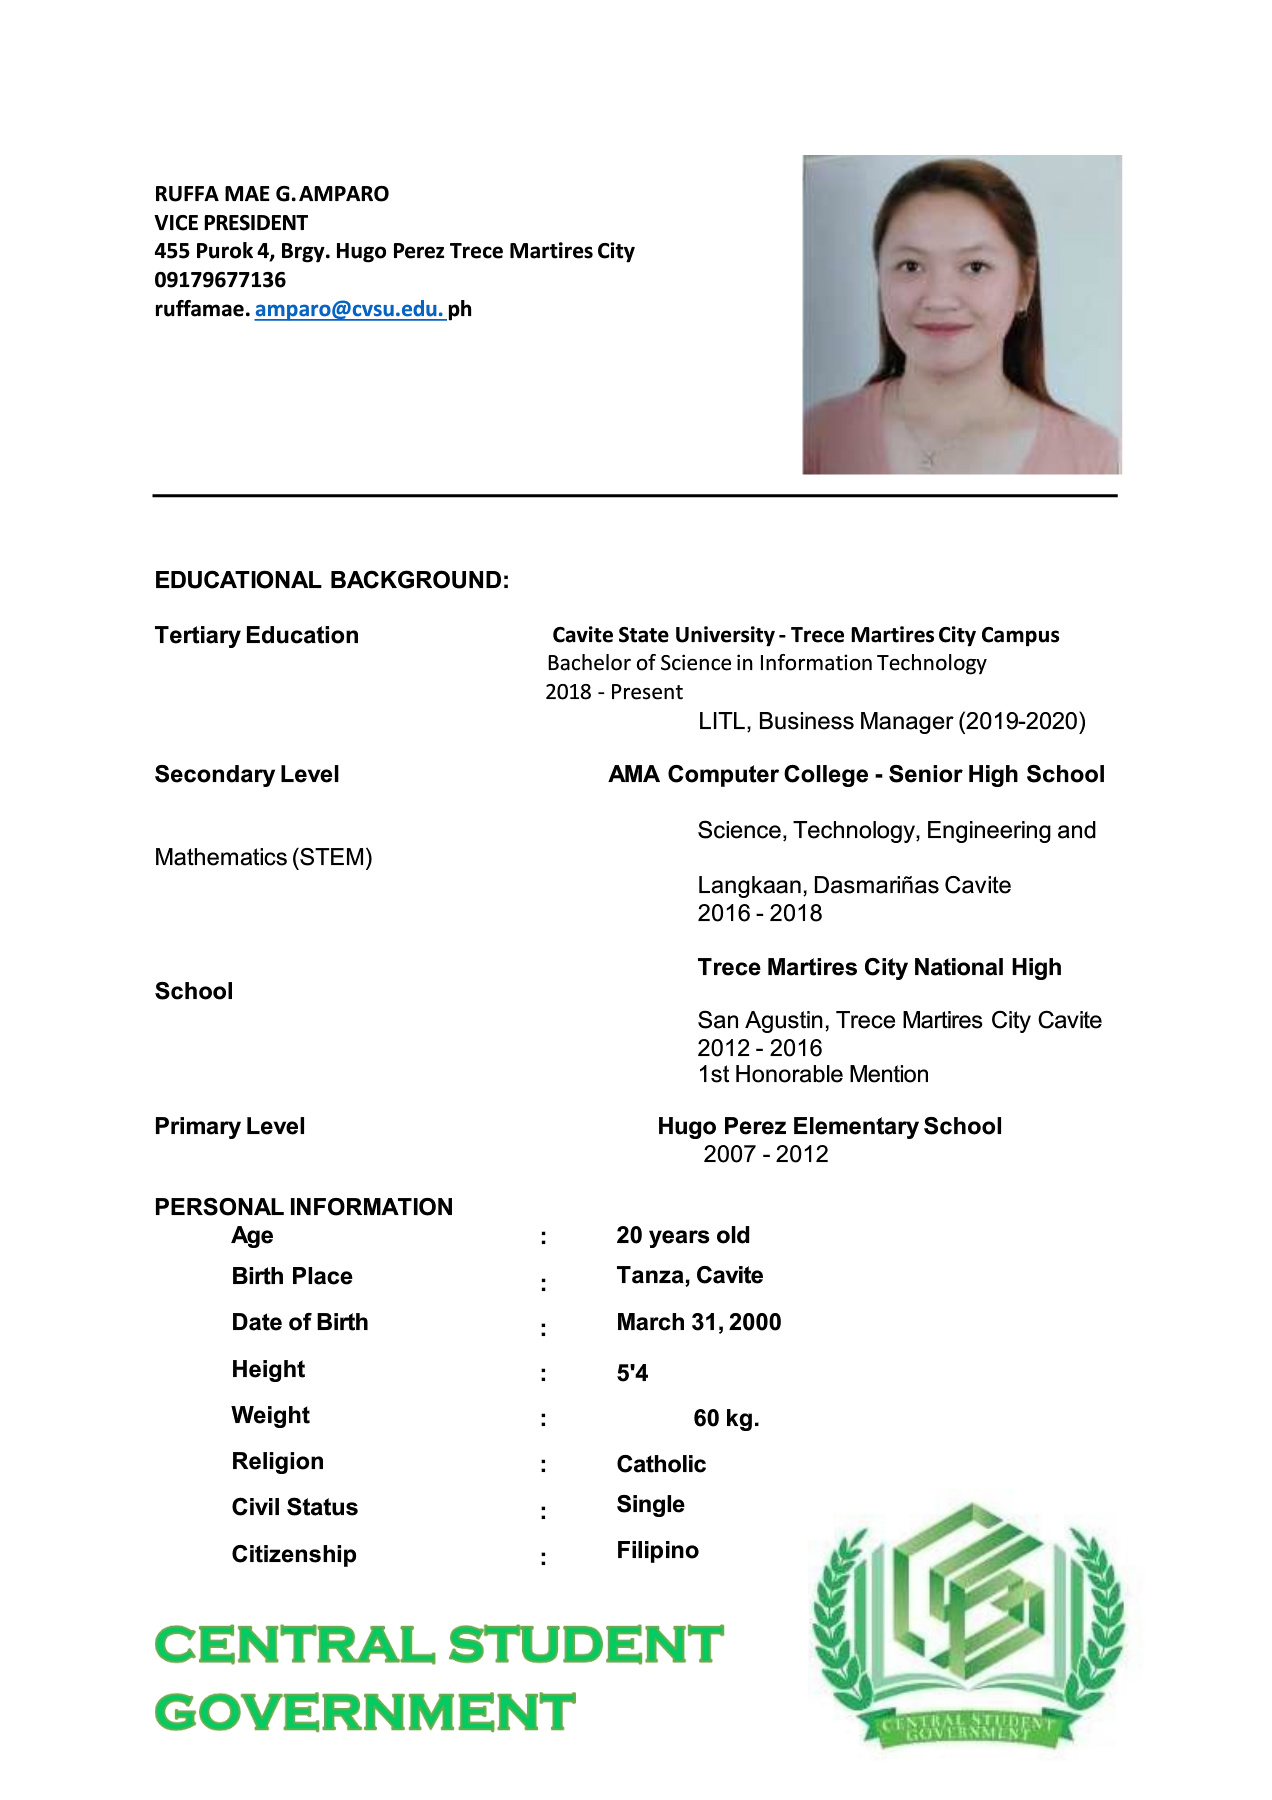 RUFFA MAE G. AMPARO
VICE PRESIDENT
455 Purok 4, Brgy. Hugo Perez Trece Martires City
09179677136
ruffamae. amparo@cvsu.edu. ph
EDUCATIONAL BACKGROUND:
Tertiary Education Cavite State University - Trece Martires City Campus
Bachelor of Science in Information Technology
2018 - Present
LITL, Business Manager (2019-2020)
Secondary Level AMA Computer College - Senior High School
Science, Technology, Engineering and
Mathematics (STEM)
Langkaan, Dasmariñas Cavite
2016 - 2018
Trece Martires City National High
School
San Agustin, Trece Martires City Cavite
2012 - 2016
1st Honorable Mention
Primary Level Hugo Perez Elementary School
2007 - 2012
PERSONAL INFORMATION
Age : 20 years old
Birth Place : Tanza, Cavite
Date of Birth : March 31, 2000
Height : 5'4
Weight : 60 kg.
Religion : Catholic
Civil Status : Single
Citizenship : Filipino
CENTRAL STUDENT
GOVERNMENT
CENTRAL STUDENT
GOVERNMENT